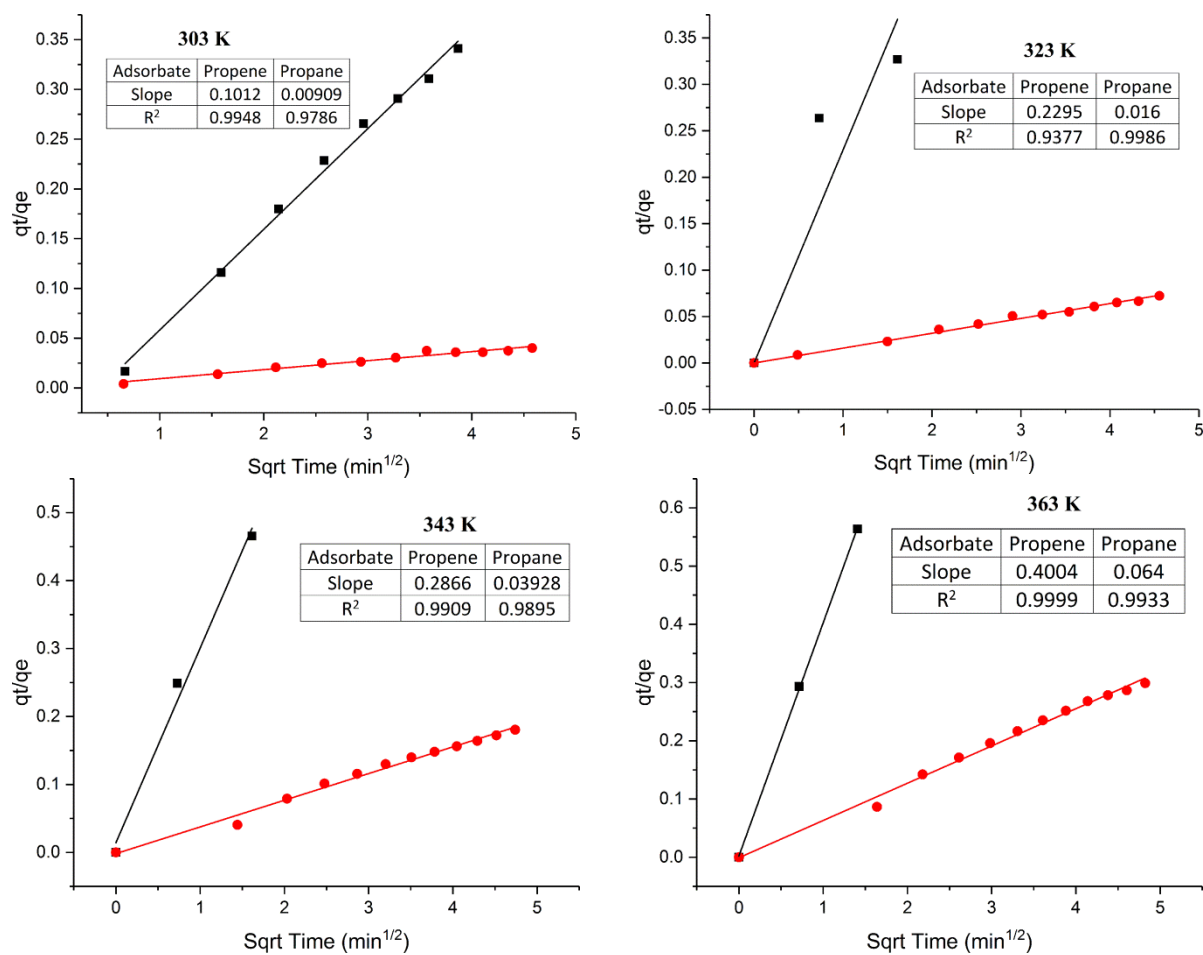 303 K
Adsorbate Propene Propane
Slope 0.1012 0.00909
R² 0.9948 0.9786
qt/qe
0.35
0.30
0.25
0.20
0.15
0.10
0.05
0.00
1 2 3 4 5
Sqrt Time (min^1/2)
323 K
Adsorbate Propene Propane
Slope 0.2295 0.016
R² 0.9377 0.9986
qt/qe
0.35
0.30
0.25
0.20
0.15
0.10
0.05
0.00
-0.05
0 1 2 3 4 5
Sqrt Time (min^1/2)
343 K
Adsorbate Propene Propane
Slope 0.2866 0.03928
R² 0.9909 0.9895
qt/qe
0.5
0.4
0.3
0.2
0.1
0.0
0 1 2 3 4 5
Sqrt Time (min^1/2)
363 K
Adsorbate Propene Propane
Slope 0.4004 0.064
R² 0.9999 0.9933
qt/qe
0.6
0.5
0.4
0.3
0.2
0.1
0.0
0 1 2 3 4 5
Sqrt Time (min^1/2)